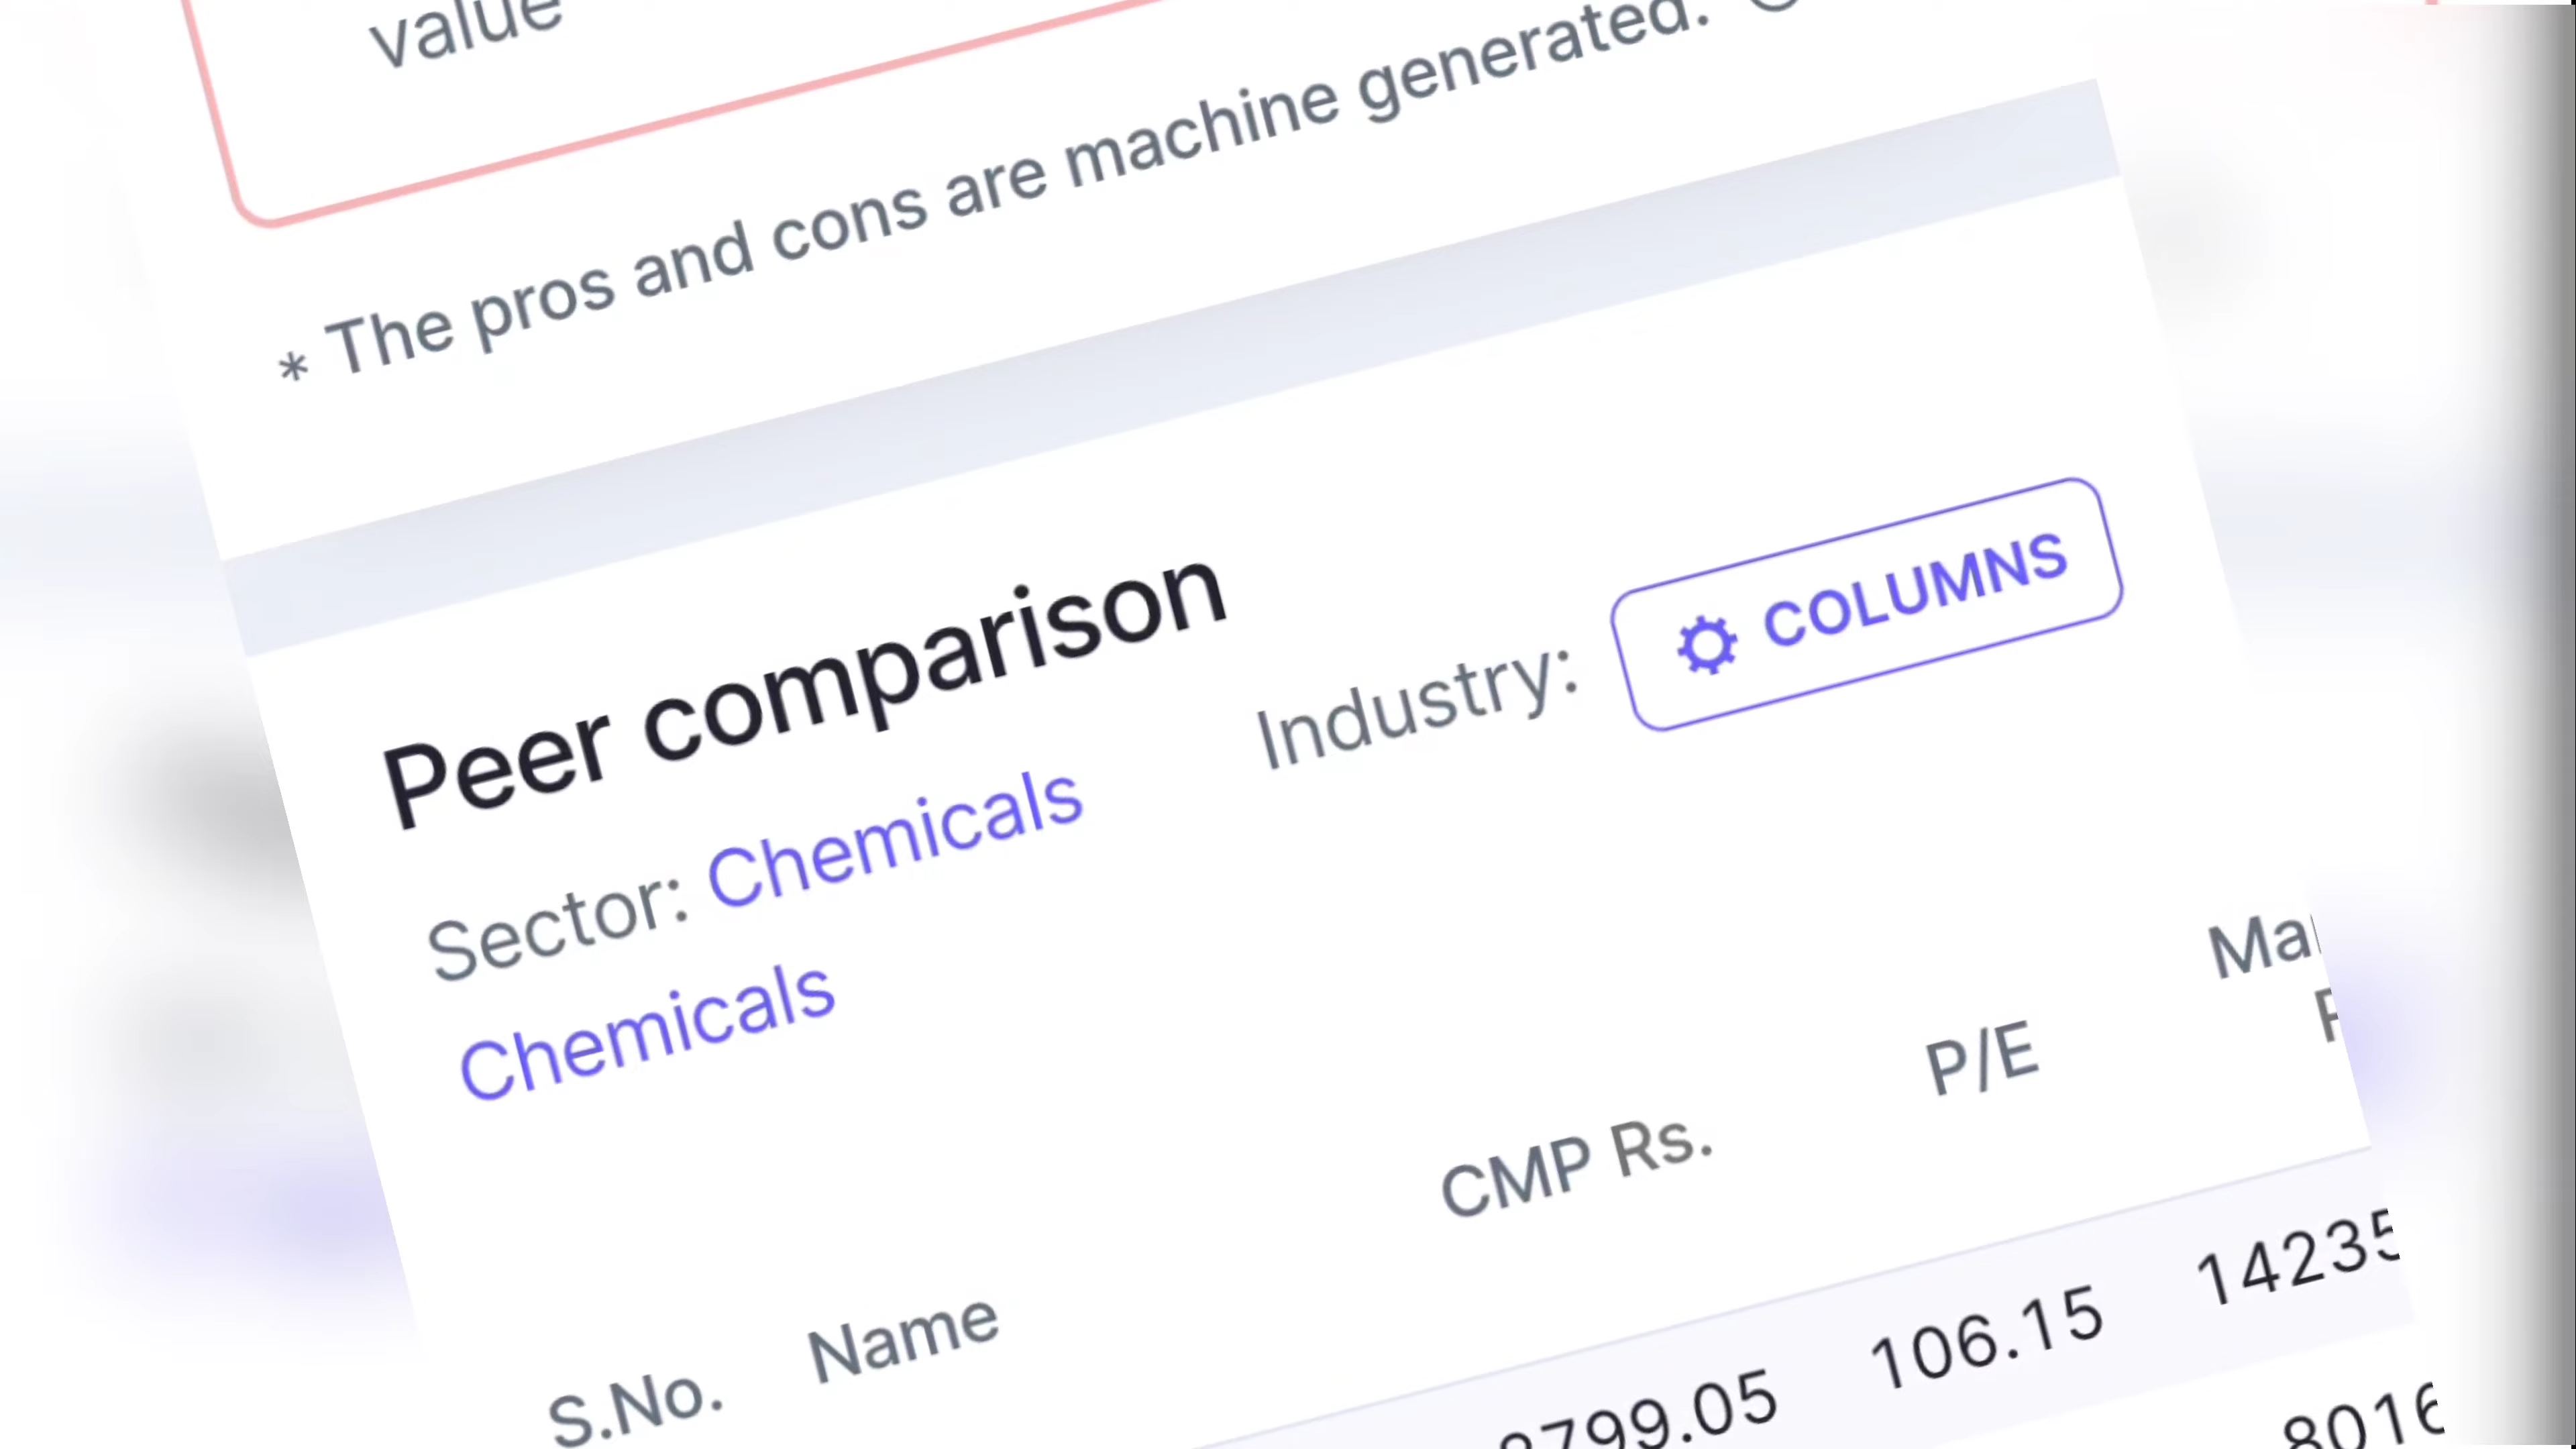 value
* The pros and cons are machine generated.
Peer comparison
Sector: Chemicals Industry:
Chemicals
COLUMNS
S.No. Name CMP Rs. P/E
106.15